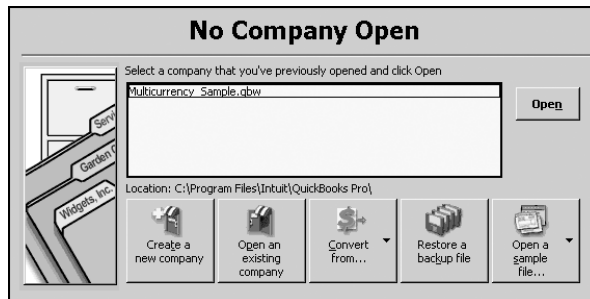 No Company Open
Select a company that you've previously opened and click Open
Multicurrency_Sample.qbw
Open
Servi
Garden C
Widgets, Inc.
Location: C:\Program Files\Intuit\QuickBooks Pro\
Create a
new company
Open an
existing
company
Convert
from...
Restore a
backup file
Open a
sample
file...